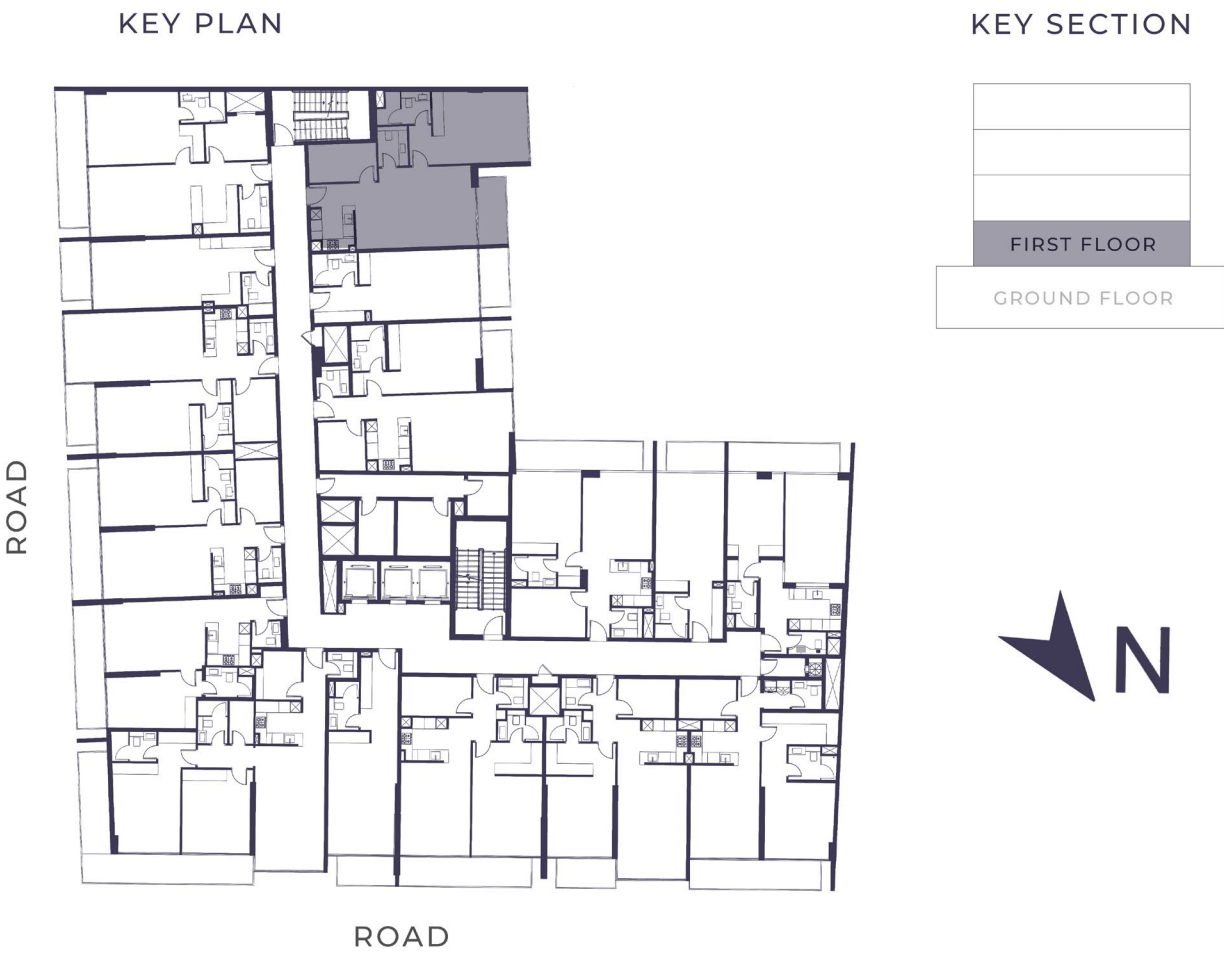 KEY PLAN
KEY SECTION
FIRST FLOOR
GROUND FLOOR
ROAD
N
ROAD